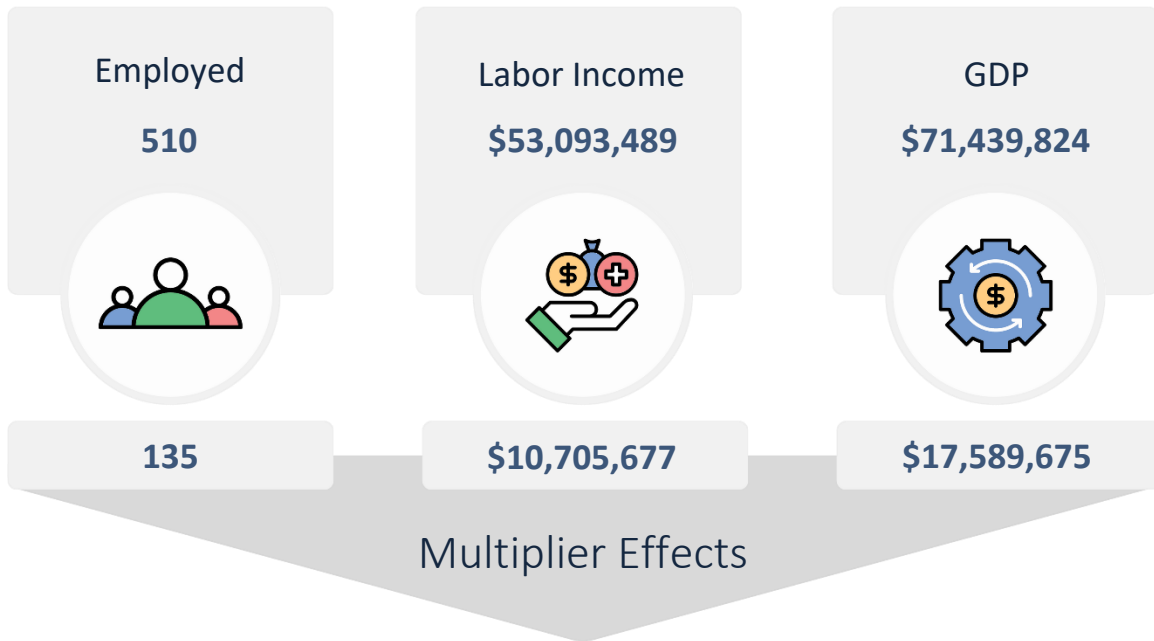 Employed
510
Labor Income
$53,093,489
GDP
$71,439,824
$
$
135
$10,705,677
$17,589,675
Multiplier Effects